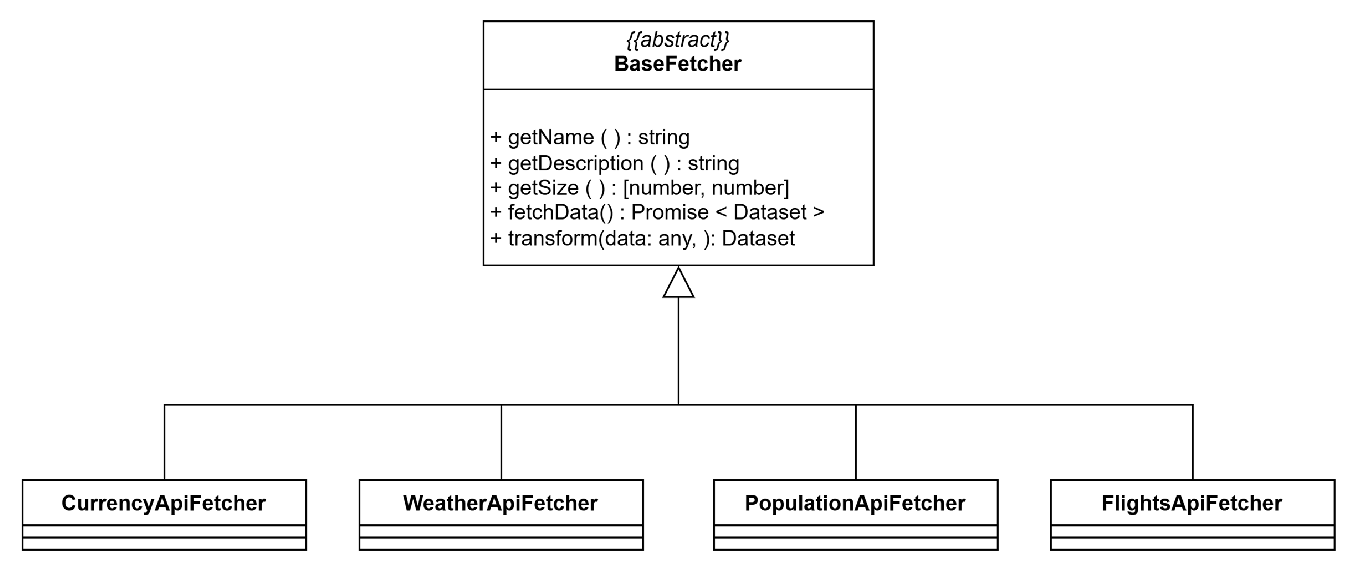 {{abstract}}
BaseFetcher
+ getName ( ) : string
+ getDescription ( ) : string
+ getSize ( ) : [number, number]
+ fetchData() : Promise < Dataset >
+ transform(data: any, ): Dataset
CurrencyApiFetcher
WeatherApiFetcher
PopulationApiFetcher
FlightsApiFetcher